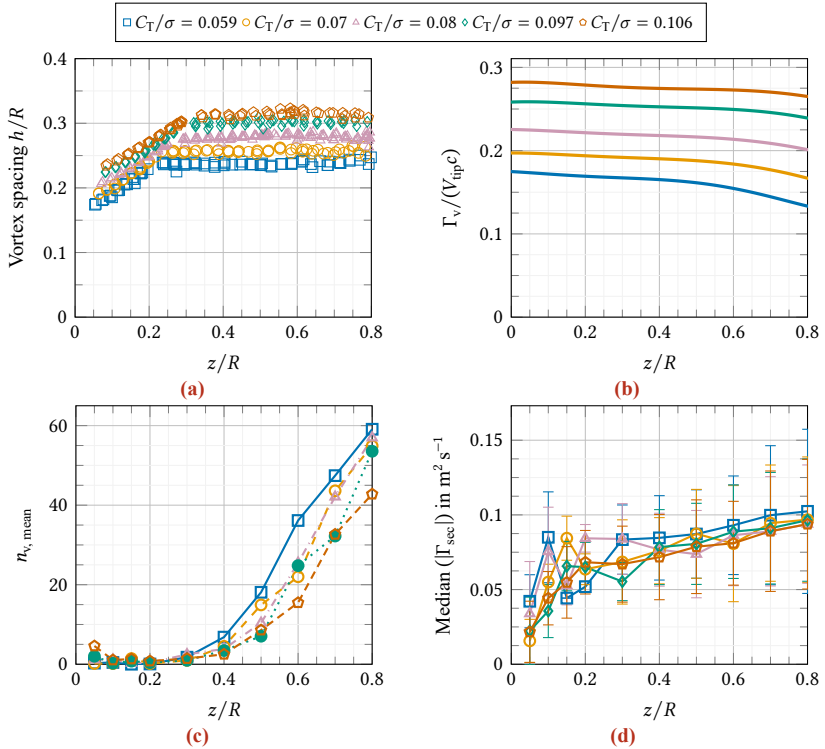 C_T/σ = 0.059 C_T/σ = 0.07 C_T/σ = 0.08 C_T/σ = 0.097 C_T/σ = 0.106
Vortex spacing h/R
0.4
0.3
0.2
0.1
0
0 0.2 0.4 0.6 0.8
z/R
(a)
Γ_v/(V_tip c)
0.3
0.2
0.1
0
0 0.2 0.4 0.6 0.8
z/R
(b)
n_v, mean
60
40
20
0
0 0.2 0.4 0.6 0.8
z/R
(c)
Median (|Γ_sec|) in m² s⁻¹
0.15
0.1
0.05
0
0 0.2 0.4 0.6 0.8
z/R
(d)